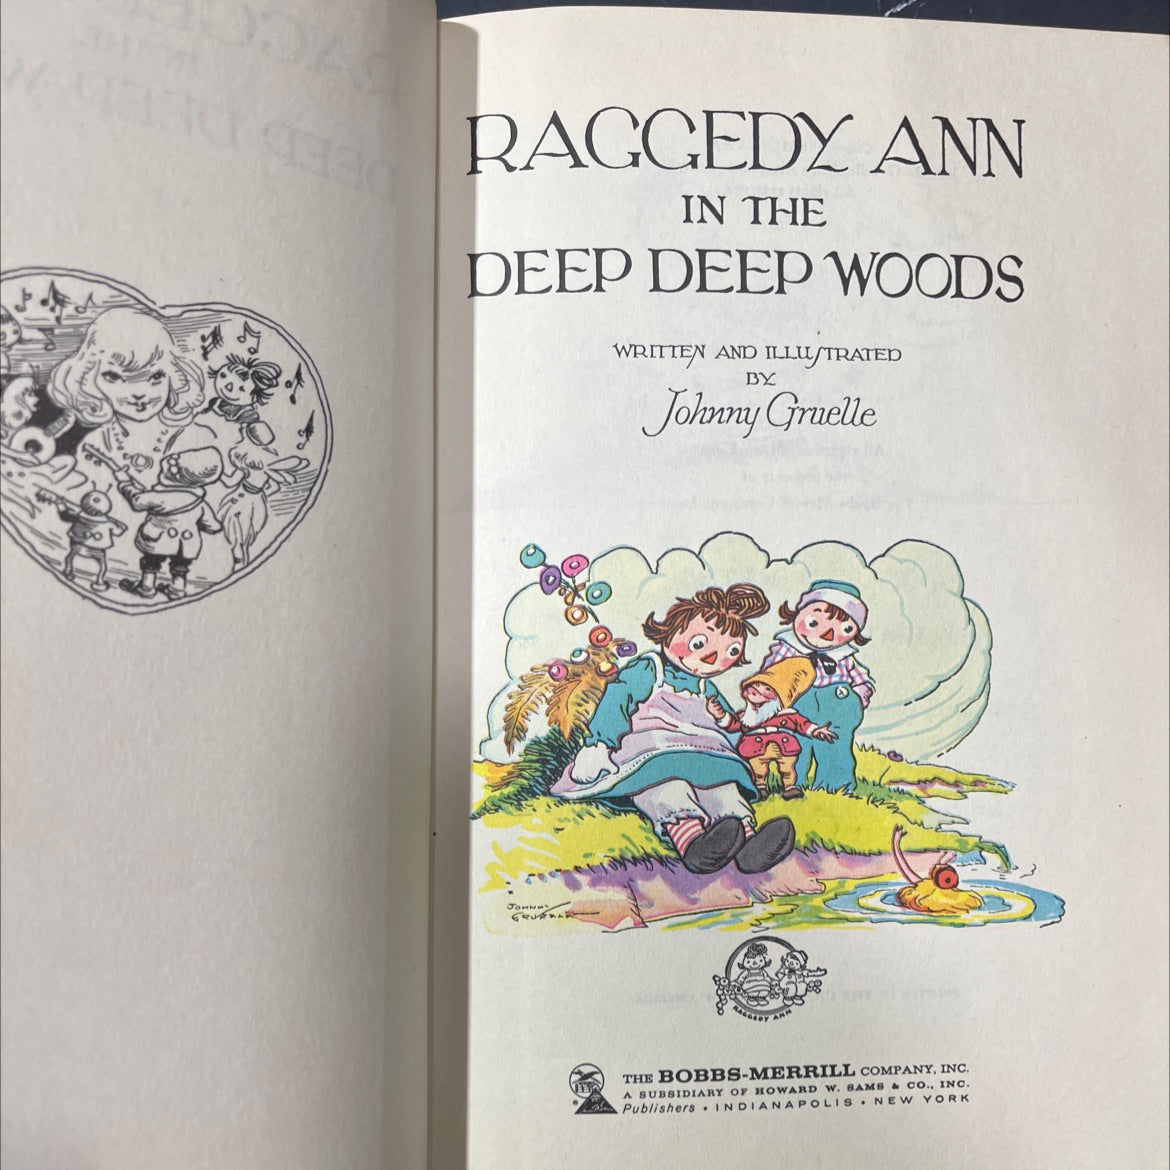 RAGGEDY ANN
IN THE
DEEP DEEP WOODS
WRITTEN AND ILLUSTRATED
BY
Johnny Gruelle
JOHNNY
GRUELLE
RAGGEDY ANN
THE BOBBS-MERRILL COMPANY, INC.
A SUBSIDIARY OF HOWARD W. SAMS & CO., INC.
Publishers • INDIANAPOLIS • NEW YORK